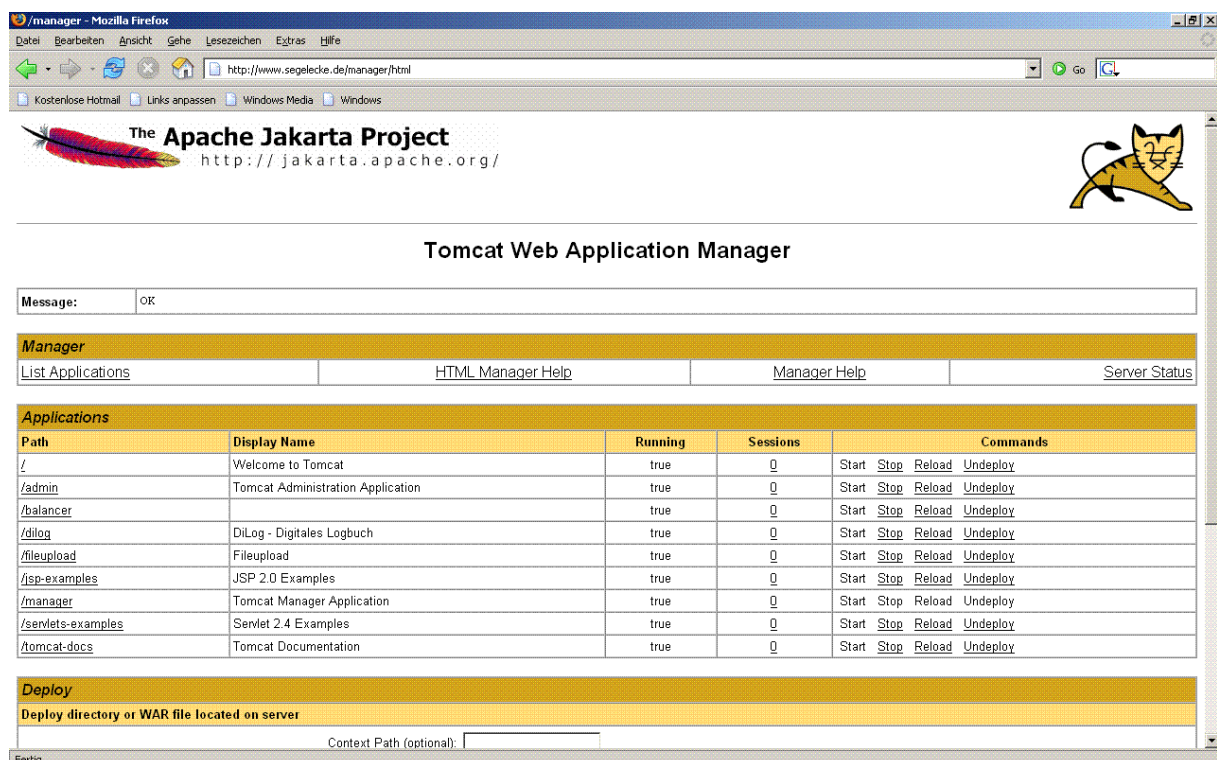 /manager - Mozilla Firefox
Datei Bearbeiten Ansicht Gehe Lesezeichen Extras Hilfe
http://www.segelecke.de/manager/html Go G
Kostenlose Hotmail Links anpassen Windows Media Windows
The Apache Jakarta Project
http://jakarta.apache.org/
Tomcat Web Application Manager
Message: OK
Manager
List Applications HTML Manager Help Manager Help Server Status
Applications
Path Display Name Running Sessions Commands
/ Welcome to Tomcat true 0 Start Stop Reload Undeploy
/admin Tomcat Administration Application true 0 Start Stop Reload Undeploy
/balancer true 0 Start Stop Reload Undeploy
/dilog DiLog - Digitales Logbuch true 0 Start Stop Reload Undeploy
/fileupload Fileupload true 0 Start Stop Reload Undeploy
/jsp-examples JSP 2.0 Examples true 0 Start Stop Reload Undeploy
/manager Tomcat Manager Application true 0 Start Stop Reload Undeploy
/servlets-examples Servlet 2.4 Examples true 0 Start Stop Reload Undeploy
/tomcat-docs Tomcat Documentation true 0 Start Stop Reload Undeploy
Deploy
Deploy directory or WAR file located on server
Context Path (optional):
Fertig